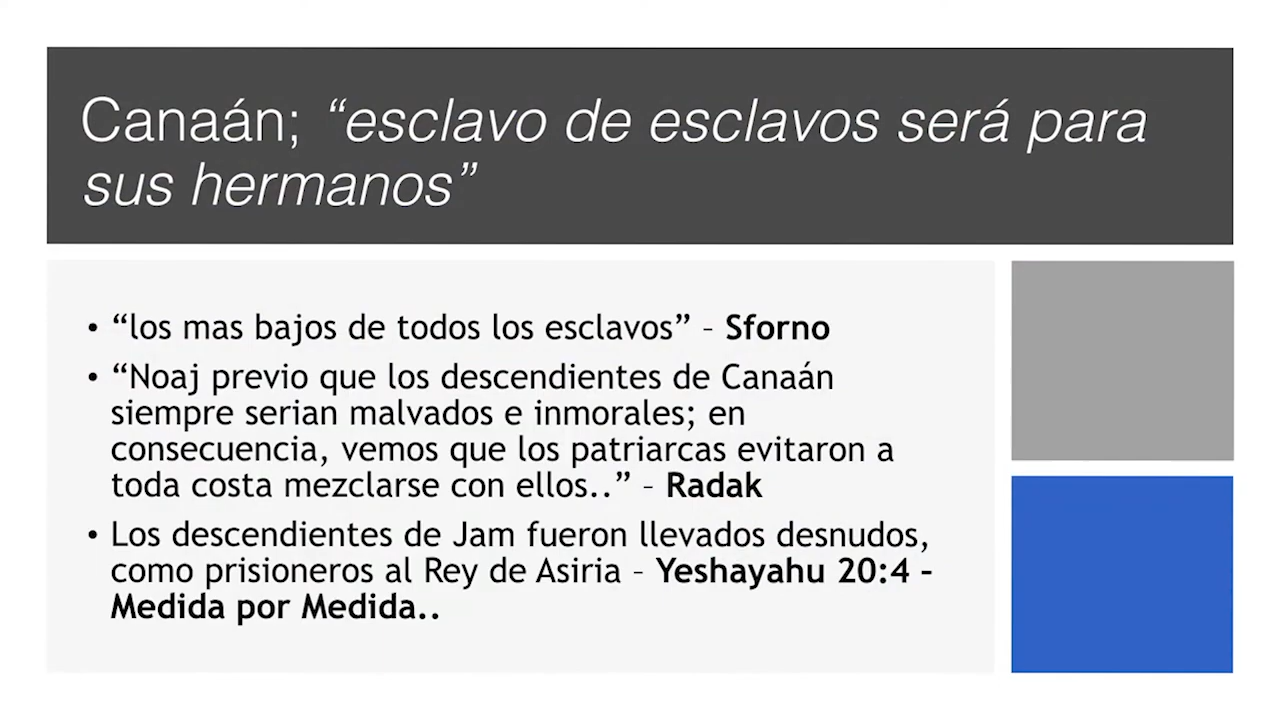 Canaán; “esclavo de esclavos será para
sus hermanos”
• “los mas bajos de todos los esclavos” – Sforno
• “Noaj previo que los descendientes de Canaán
siempre serian malvados e inmorales; en
consecuencia, vemos que los patriarcas evitaron a
toda costa mezclarse con ellos..” – Radak
• Los descendientes de Jam fueron llevados desnudos,
como prisioneros al Rey de Asiria – Yeshayahu 20:4 –
Medida por Medida..